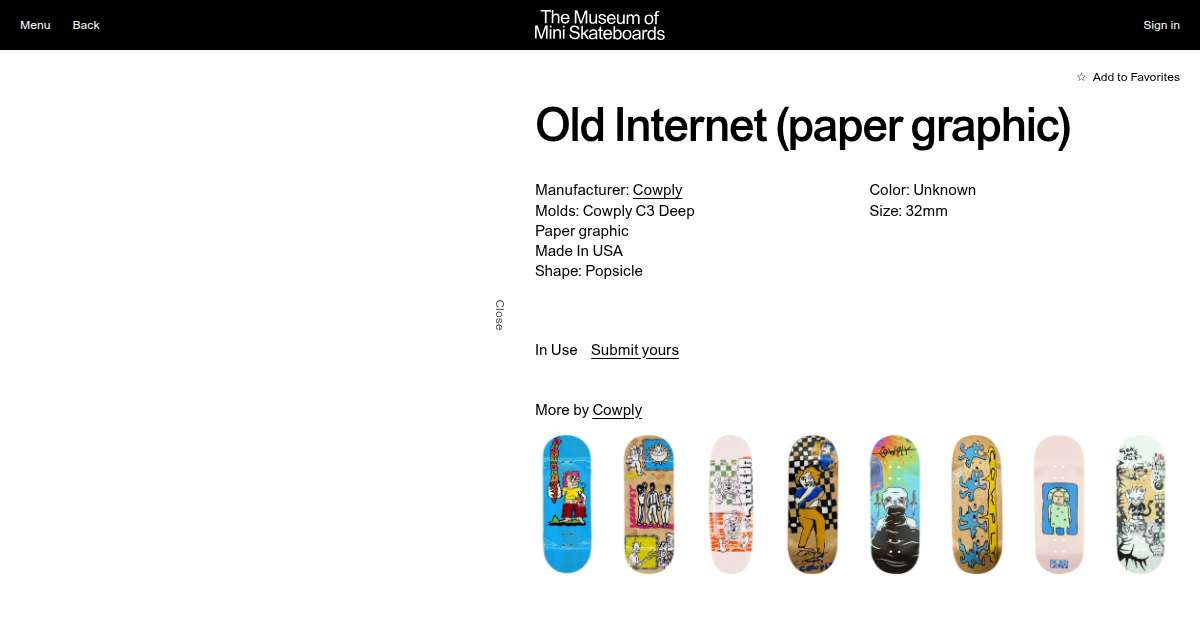 Menu
Back
The Museum of
Mini Skateboards
Sign in
☆ Add to Favorites
Old Internet (paper graphic)
Manufacturer: Cowply
Molds: Cowply C3 Deep
Paper graphic
Made In USA
Shape: Popsicle
Color: Unknown
Size: 32mm
Close
In Use
Submit yours
More by Cowply